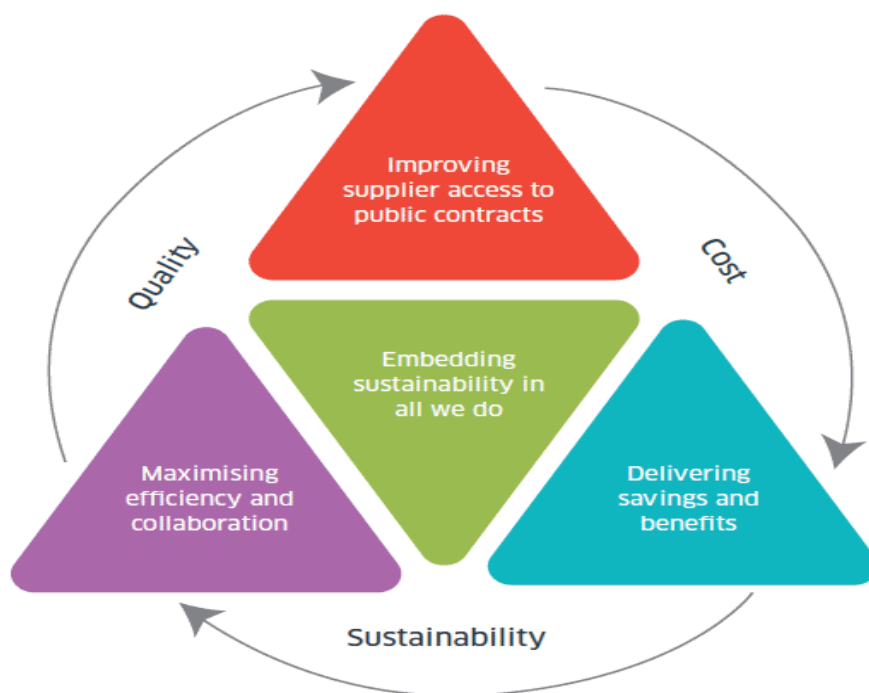 Improving
supplier access to
public contracts
Quality
Cost
Embedding
sustainability in
all we do
Maximising
efficiency and
collaboration
Delivering
savings and
benefits
Sustainability